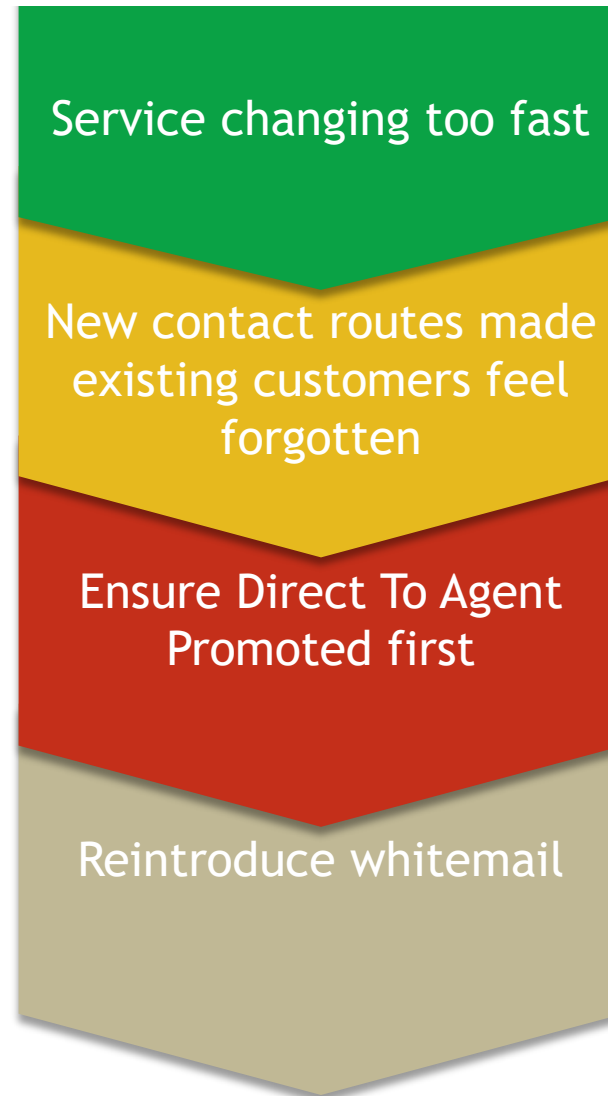 Service changing too fast
New contact routes made
existing customers feel
forgotten
Ensure Direct To Agent
Promoted first
Reintroduce whitemail